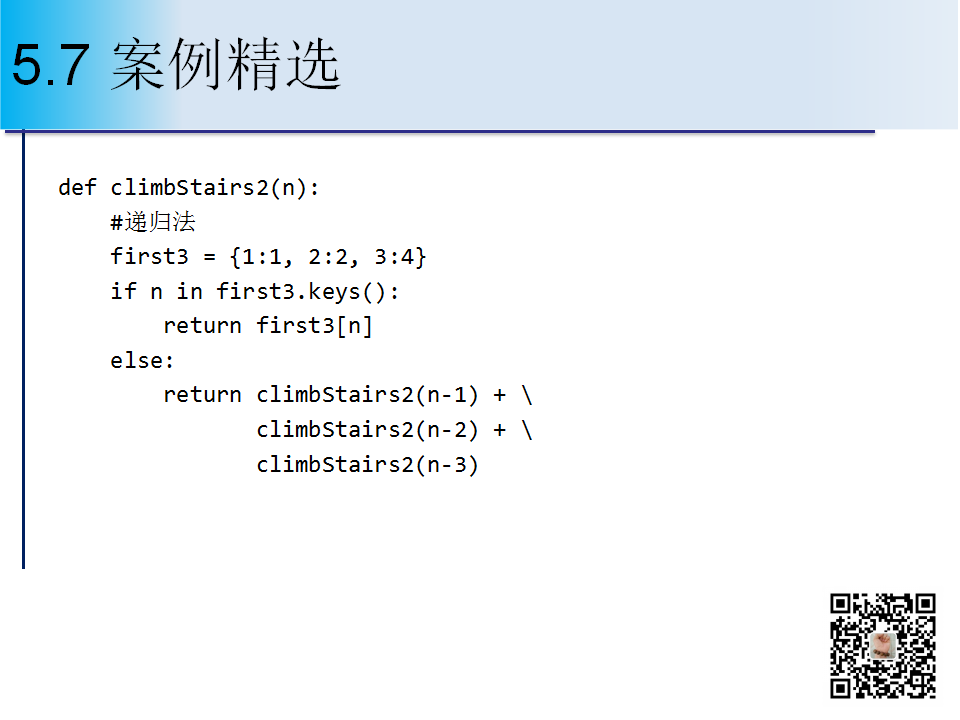 5.7 案例精选
def climbStairs2(n):
    #递归法
    first3 = {1:1, 2:2, 3:4}
    if n in first3.keys():
        return first3[n]
    else:
        return climbStairs2(n-1) + \
               climbStairs2(n-2) + \
               climbStairs2(n-3)